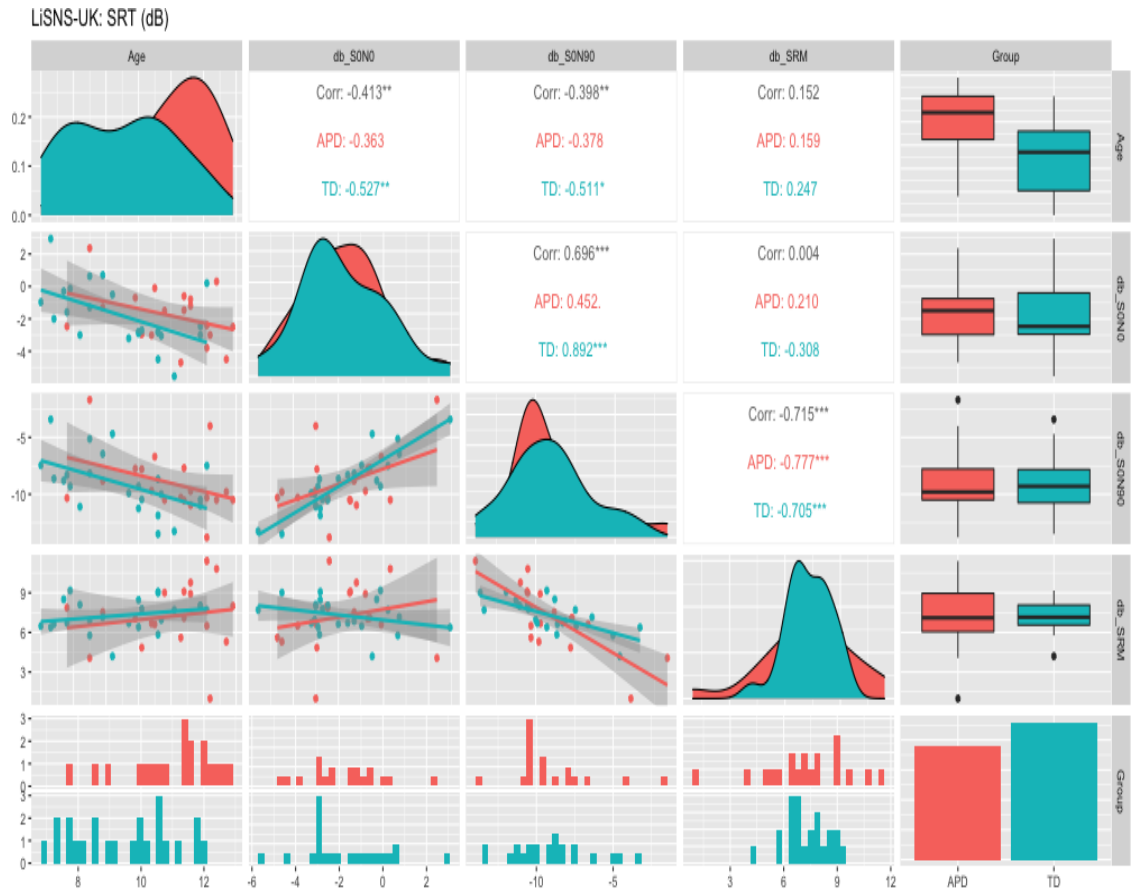 LiSNS-UK: SRT (dB)
Age db_S0N0 db_S0N90 db_SRM Group
0.2
0.1
0.0
Corr: -0.413** Corr: -0.398** Corr: 0.152
APD: -0.363 APD: -0.378 APD: 0.159
TD: -0.527** TD: -0.511* TD: 0.247
Age
2
0
-2
-4
Corr: 0.696*** Corr: 0.004
APD: 0.452. APD: 0.210
TD: 0.892*** TD: -0.308
db_S0N0
-5
-10
Corr: -0.715***
APD: -0.777***
TD: -0.705***
db_S0N90
9
6
3
db_SRM
3
2
1
0
3
2
1
0
Group
8 10 12 -6 -4 -2 0 2 -10 -5 3 6 9 12 APD TD